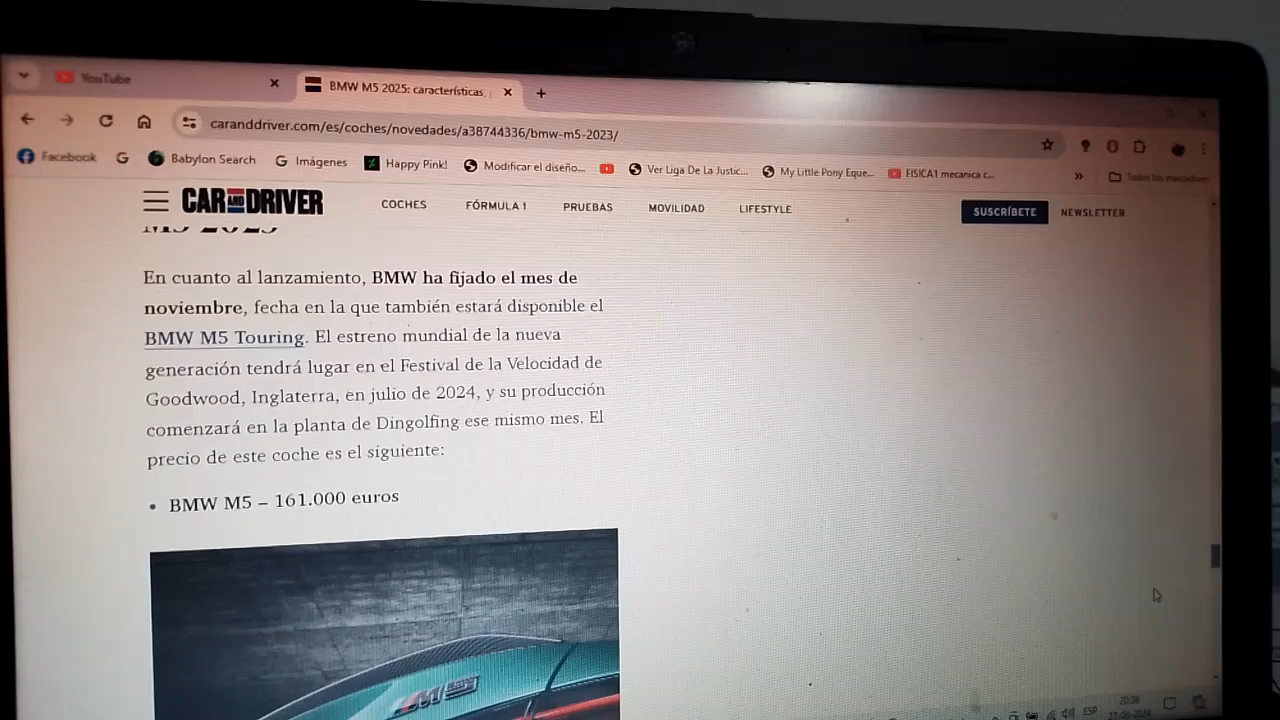 YouTube
BMW M5 2025: características,
caranddriver.com/es/coches/novedades/a38744336/bmw-m5-2023/
Facebook
G
Babylon Search
G Imágenes
Happy Pink!
Modificar el diseño...
Ver Liga De La Justic...
My Little Pony Eque...
FISICA1 mecanica c...
»
Todos los marcadores
CAR AND DRIVER
COCHES
FÓRMULA 1
PRUEBAS
MOVILIDAD
LIFESTYLE
SUSCRÍBETE
NEWSLETTER
En cuanto al lanzamiento, BMW ha fijado el mes de
noviembre, fecha en la que también estará disponible el
BMW M5 Touring. El estreno mundial de la nueva
generación tendrá lugar en el Festival de la Velocidad de
Goodwood, Inglaterra, en julio de 2024, y su producción
comenzará en la planta de Dingolfing ese mismo mes. El
precio de este coche es el siguiente:
• BMW M5 – 161.000 euros
M5
ESP